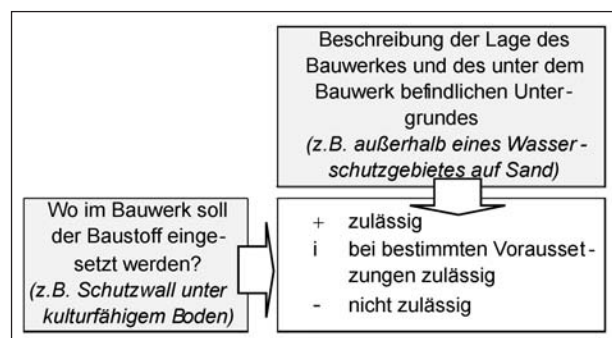 Beschreibung der Lage des
Bauwerkes und des unter dem
Bauwerk befindlichen Unter-
grundes
(z.B. außerhalb eines Wasser-
schutzgebietes auf Sand)
Wo im Bauwerk soll
der Baustoff einge-
setzt werden?
(z.B. Schutzwall unter
kulturfähigem Boden)
+ zulässig
i bei bestimmten Vorausset-
zungen zulässig
- nicht zulässig